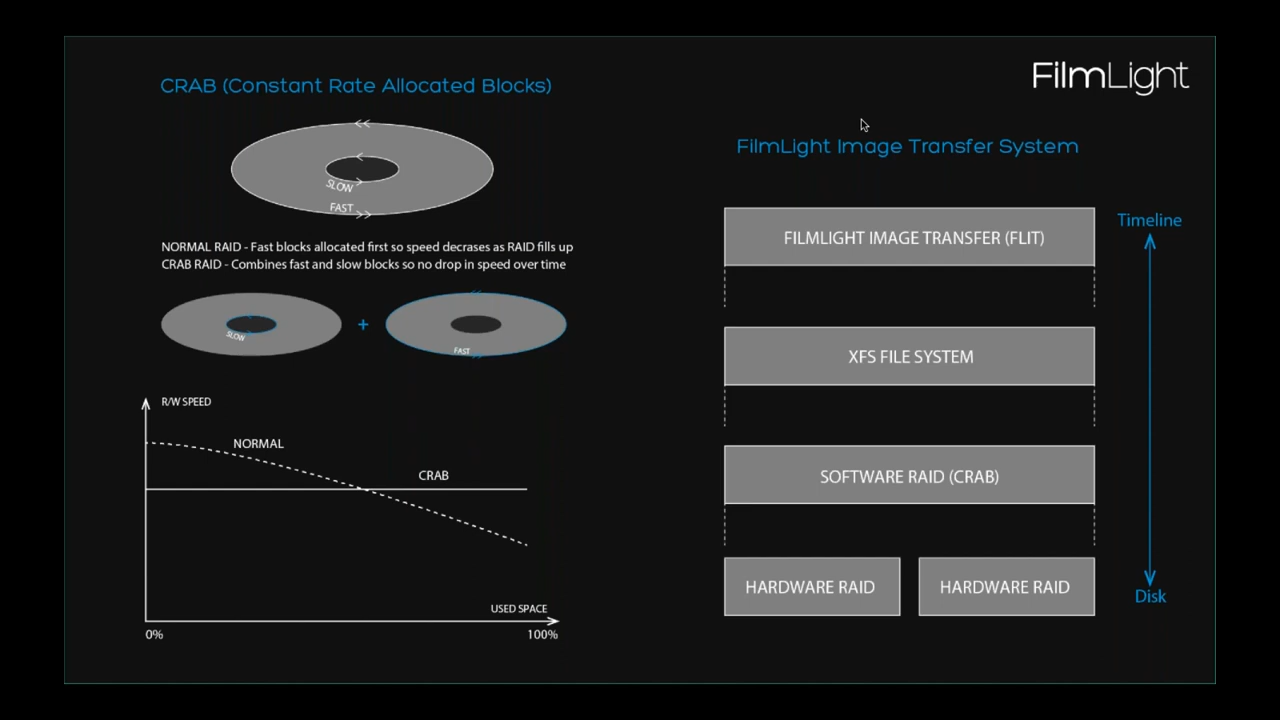 CRAB (Constant Rate Allocated Blocks)
SLOW
FAST
NORMAL RAID - Fast blocks allocated first so speed decrases as RAID fills up
CRAB RAID - Combines fast and slow blocks so no drop in speed over time
SLOW
+
FAST
R/W SPEED
NORMAL
CRAB
USED SPACE
0%
100%
FilmLight
FilmLight Image Transfer System
FILMLIGHT IMAGE TRANSFER (FLIT)
XFS FILE SYSTEM
SOFTWARE RAID (CRAB)
HARDWARE RAID
HARDWARE RAID
Timeline
Disk